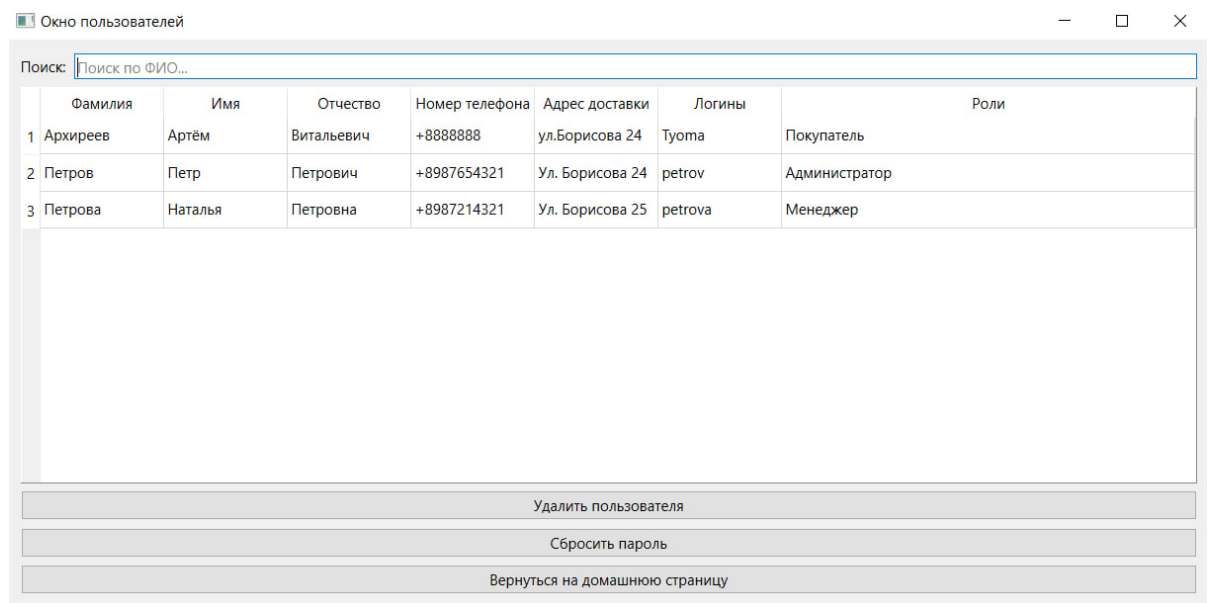 Окно пользователей
Поиск: Поиск по ФИО...
Фамилия Имя Отчество Номер телефона Адрес доставки Логины Роли
1 Архиреев Артём Витальевич +8888888 ул.Борисова 24 Tyoma Покупатель
2 Петров Петр Петрович +8987654321 Ул. Борисова 24 petrov Администратор
3 Петрова Наталья Петровна +8987214321 Ул. Борисова 25 petrova Менеджер
Удалить пользователя
Сбросить пароль
Вернуться на домашнюю страницу